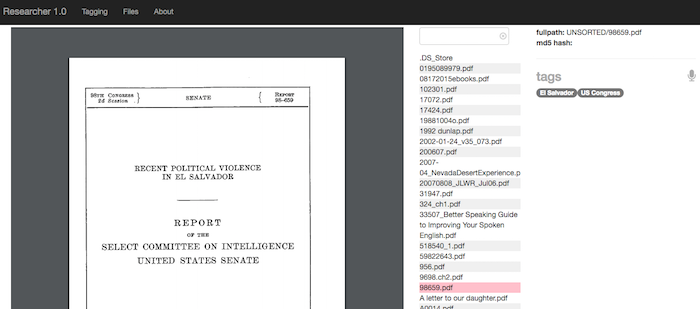 Researcher 1.0 Tagging Files About
98TH CONGRESS
2d Session
SENATE
REPORT
98-659
RECENT POLITICAL VIOLENCE
IN EL SALVADOR
REPORT
OF THE
SELECT COMMITTEE ON INTELLIGENCE
UNITED STATES SENATE
.DS_Store
0195089979.pdf
08172015ebooks.pdf
102301.pdf
17072.pdf
17424.pdf
19881004o.pdf
1992 dunlap.pdf
2002-01-24_v35_073.pdf
200607.pdf
2007-
04_NevadaDesertExperience.p
20070808_JLWR_Jul06.pdf
31947.pdf
324_ch1.pdf
33507_Better Speaking Guide
to Improving Your Spoken
English.pdf
518540_1.pdf
59822643.pdf
956.pdf
9698.ch2.pdf
98659.pdf
A letter to our daughter.pdf
A0014.pdf
fullpath: UNSORTED/98659.pdf
md5 hash:
tags
El Salvador US Congress